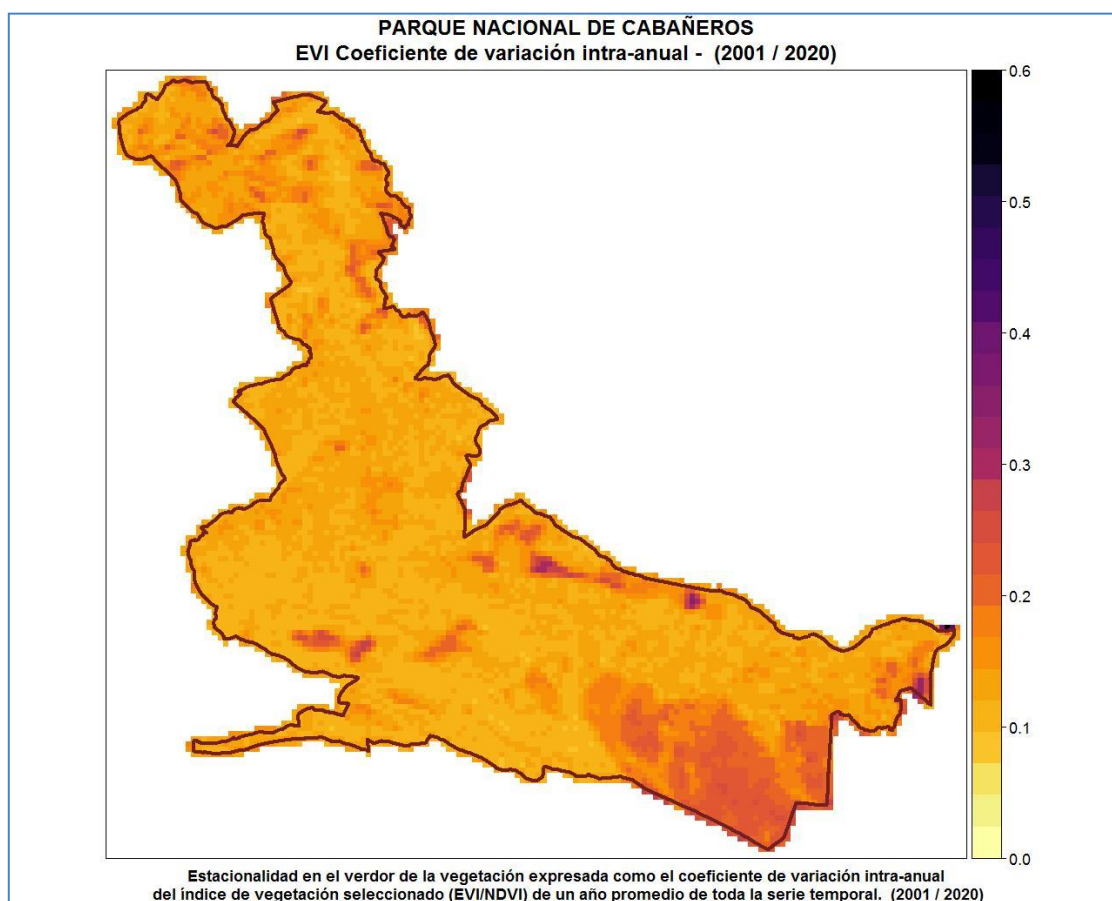 PARQUE NACIONAL DE CABAÑEROS
EVI Coeficiente de variación intra-anual - (2001 / 2020)
0.6
0.5
0.4
0.3
0.2
0.1
0.0
Estacionalidad en el verdor de la vegetación expresada como el coeficiente de variación intra-anual
del índice de vegetación seleccionado (EVI/NDVI) de un año promedio de toda la serie temporal. (2001 / 2020)